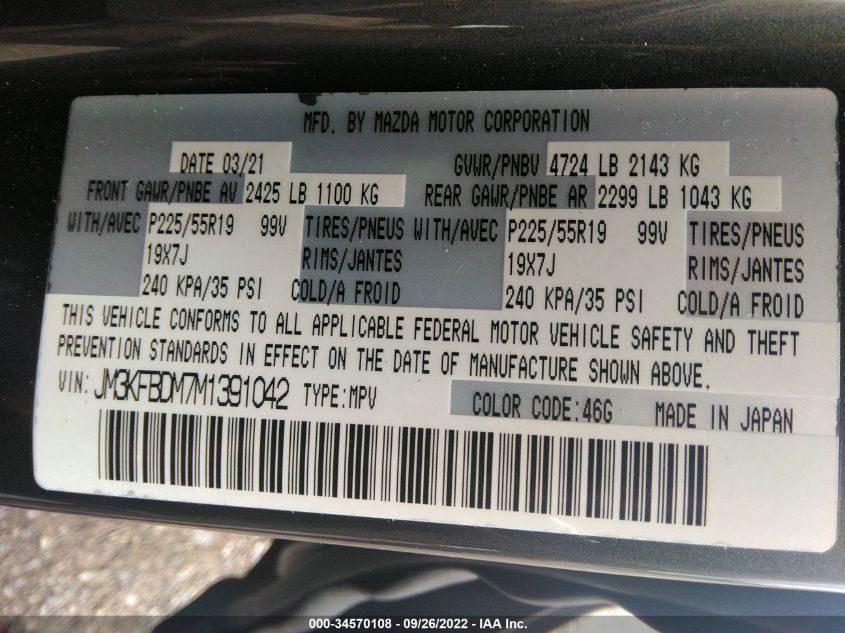 MFD. BY MAZDA MOTOR CORPORATION
DATE 03/21 GVWR/PNBV 4724 LB 2143 KG
FRONT GAWR/PNBE AV 2425 LB 1100 KG REAR GAWR/PNBE AR 2299 LB 1043 KG
WITH/AVEC P225/55R19 99V TIRES/PNEUS WITH/AVEC P225/55R19 99V TIRES/PNEUS
19X7J RIMS/JANTES 19X7J RIMS/JANTES
240 KPA/35 PSI COLD/A FROID 240 KPA/35 PSI COLD/A FROID
THIS VEHICLE CONFORMS TO ALL APPLICABLE FEDERAL MOTOR VEHICLE SAFETY AND THEFT
PREVENTION STANDARDS IN EFFECT ON THE DATE OF MANUFACTURE SHOWN ABOVE.
VIN: JM3KFBDM7M1391042 TYPE:MPV COLOR CODE:46G MADE IN JAPAN
000-34570108 - 09/26/2022 - IAA Inc.